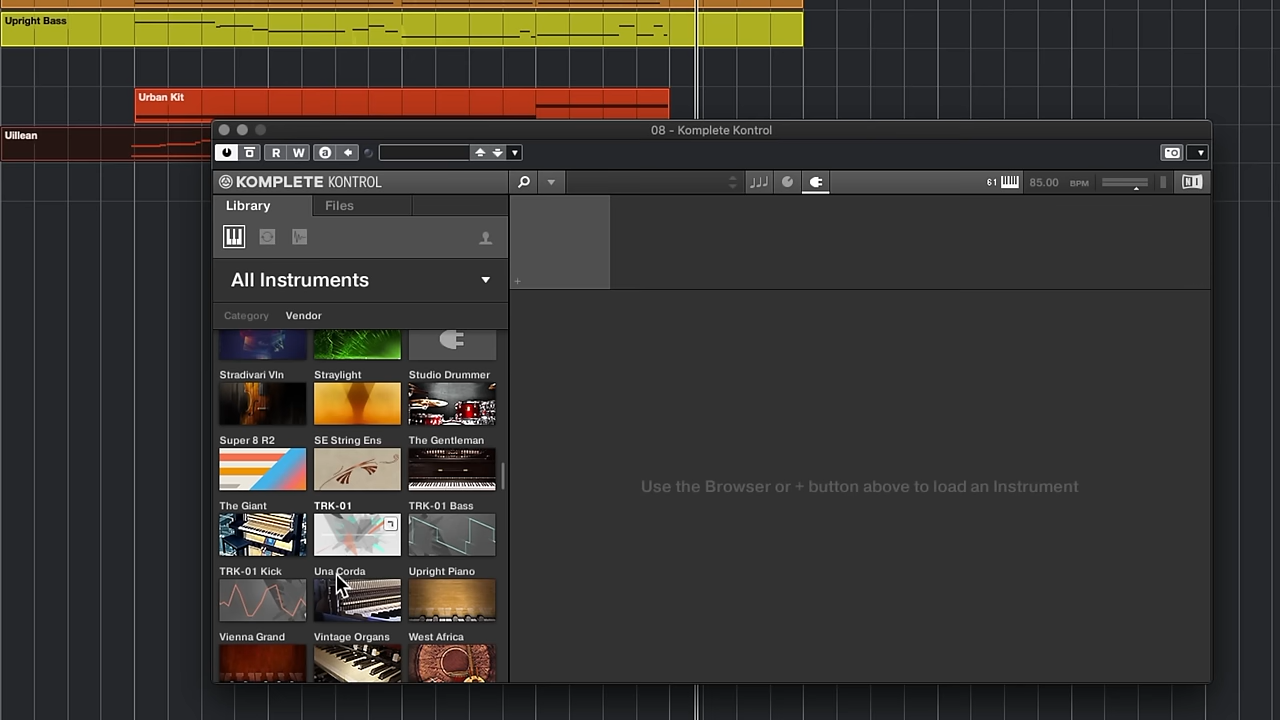 Upright Bass
Urban Kit
Uillean
08 - Komplete Kontrol
R W a
KOMPLETE KONTROL
61
85.00 BPM
Library Files
All Instruments
Category Vendor
Use the Browser or + button above to load an Instrument
Stradivari Vln Straylight Studio Drummer
Super 8 R2 SE String Ens The Gentleman
The Giant TRK-01 TRK-01 Bass
TRK-01 Kick Una Corda Upright Piano
Vienna Grand Vintage Organs West Africa